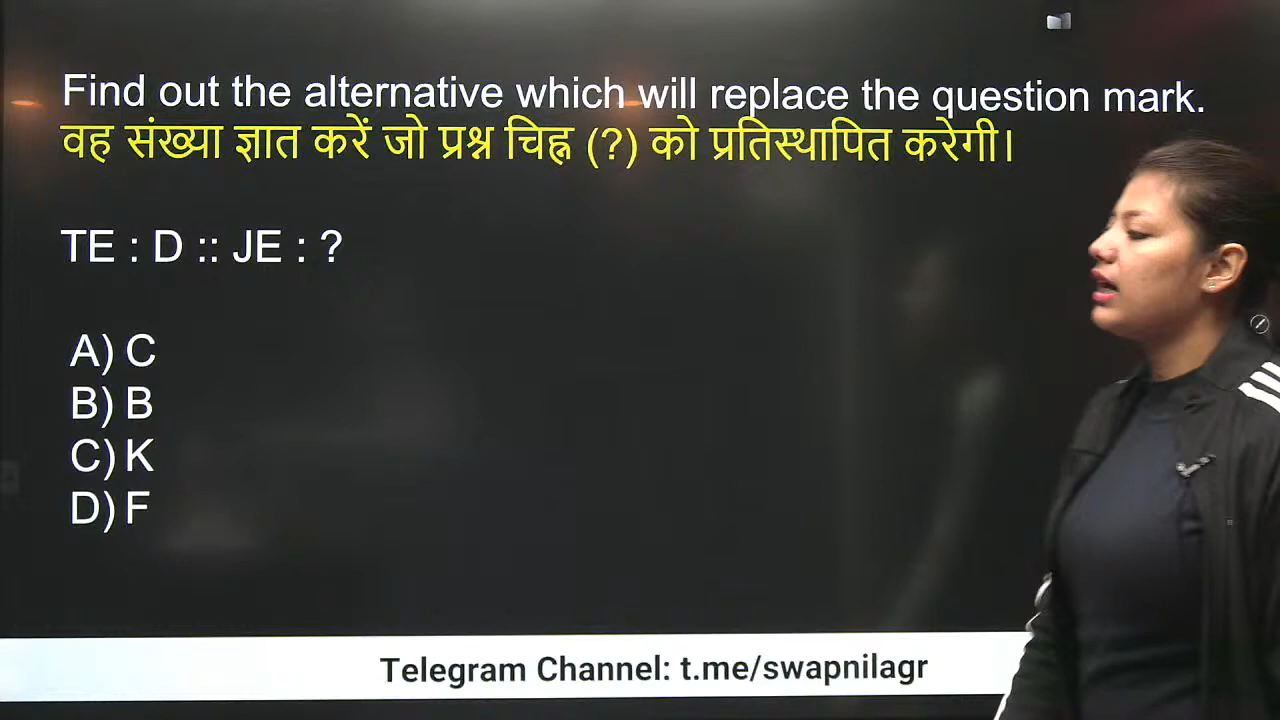 Find out the alternative which will replace the question mark.
वह संख्या ज्ञात करें जो प्रश्न चिह्न (?) को प्रतिस्थापित करेगी।
TE : D :: JE : ?
A) C
B) B
C) K
D) F
Telegram Channel: t.me/swapnilagr